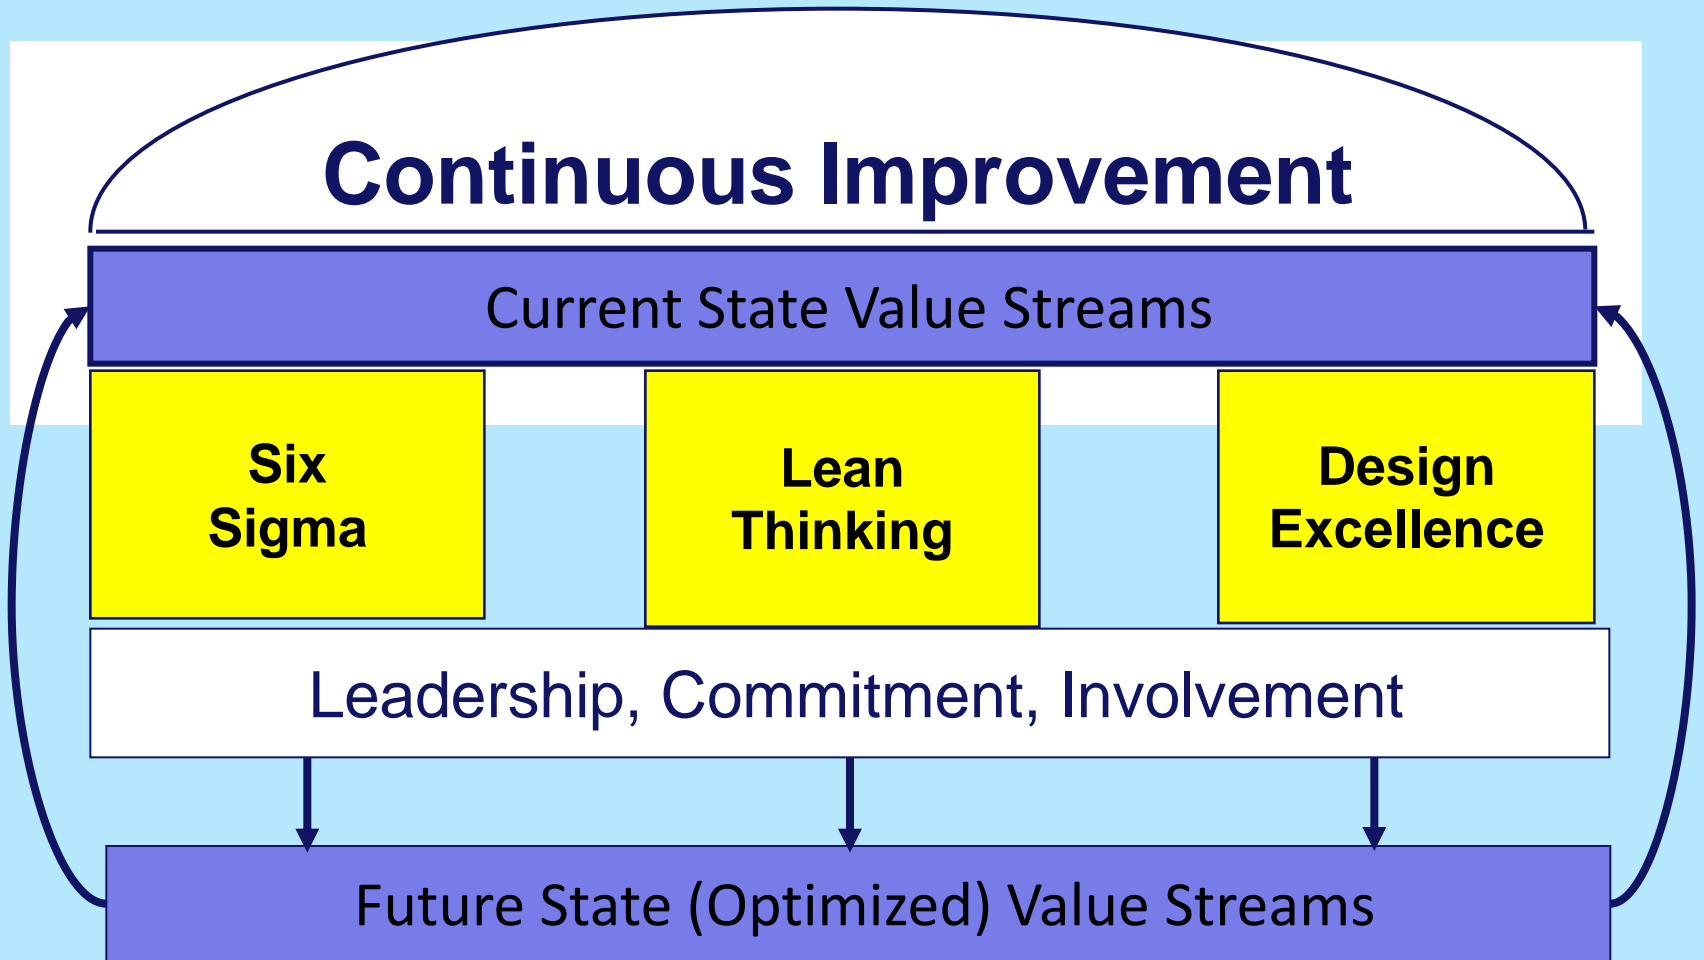 Continuous Improvement
Current State Value Streams
Six
Sigma
Lean
Thinking
Design
Excellence
Leadership, Commitment, Involvement
Future State (Optimized) Value Streams